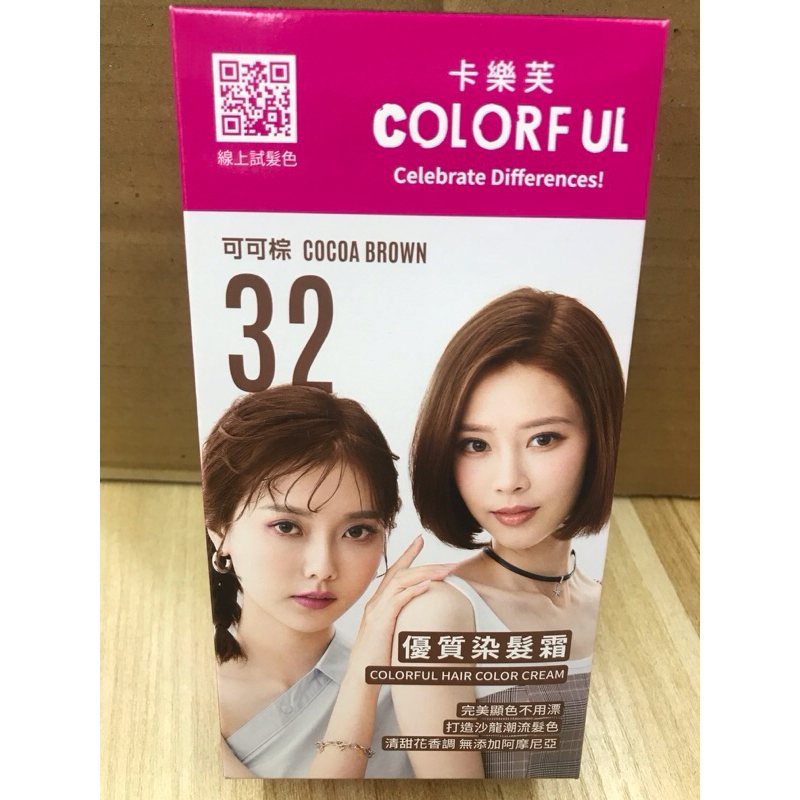 卡樂芙
COLORFUL
Celebrate Differences!
線上試髮色
可可棕 COCOA BROWN
32
優質染髮霜
COLORFUL HAIR COLOR CREAM
完美顯色不用漂
打造沙龍潮流髮色
清甜花香調 無添加阿摩尼亞